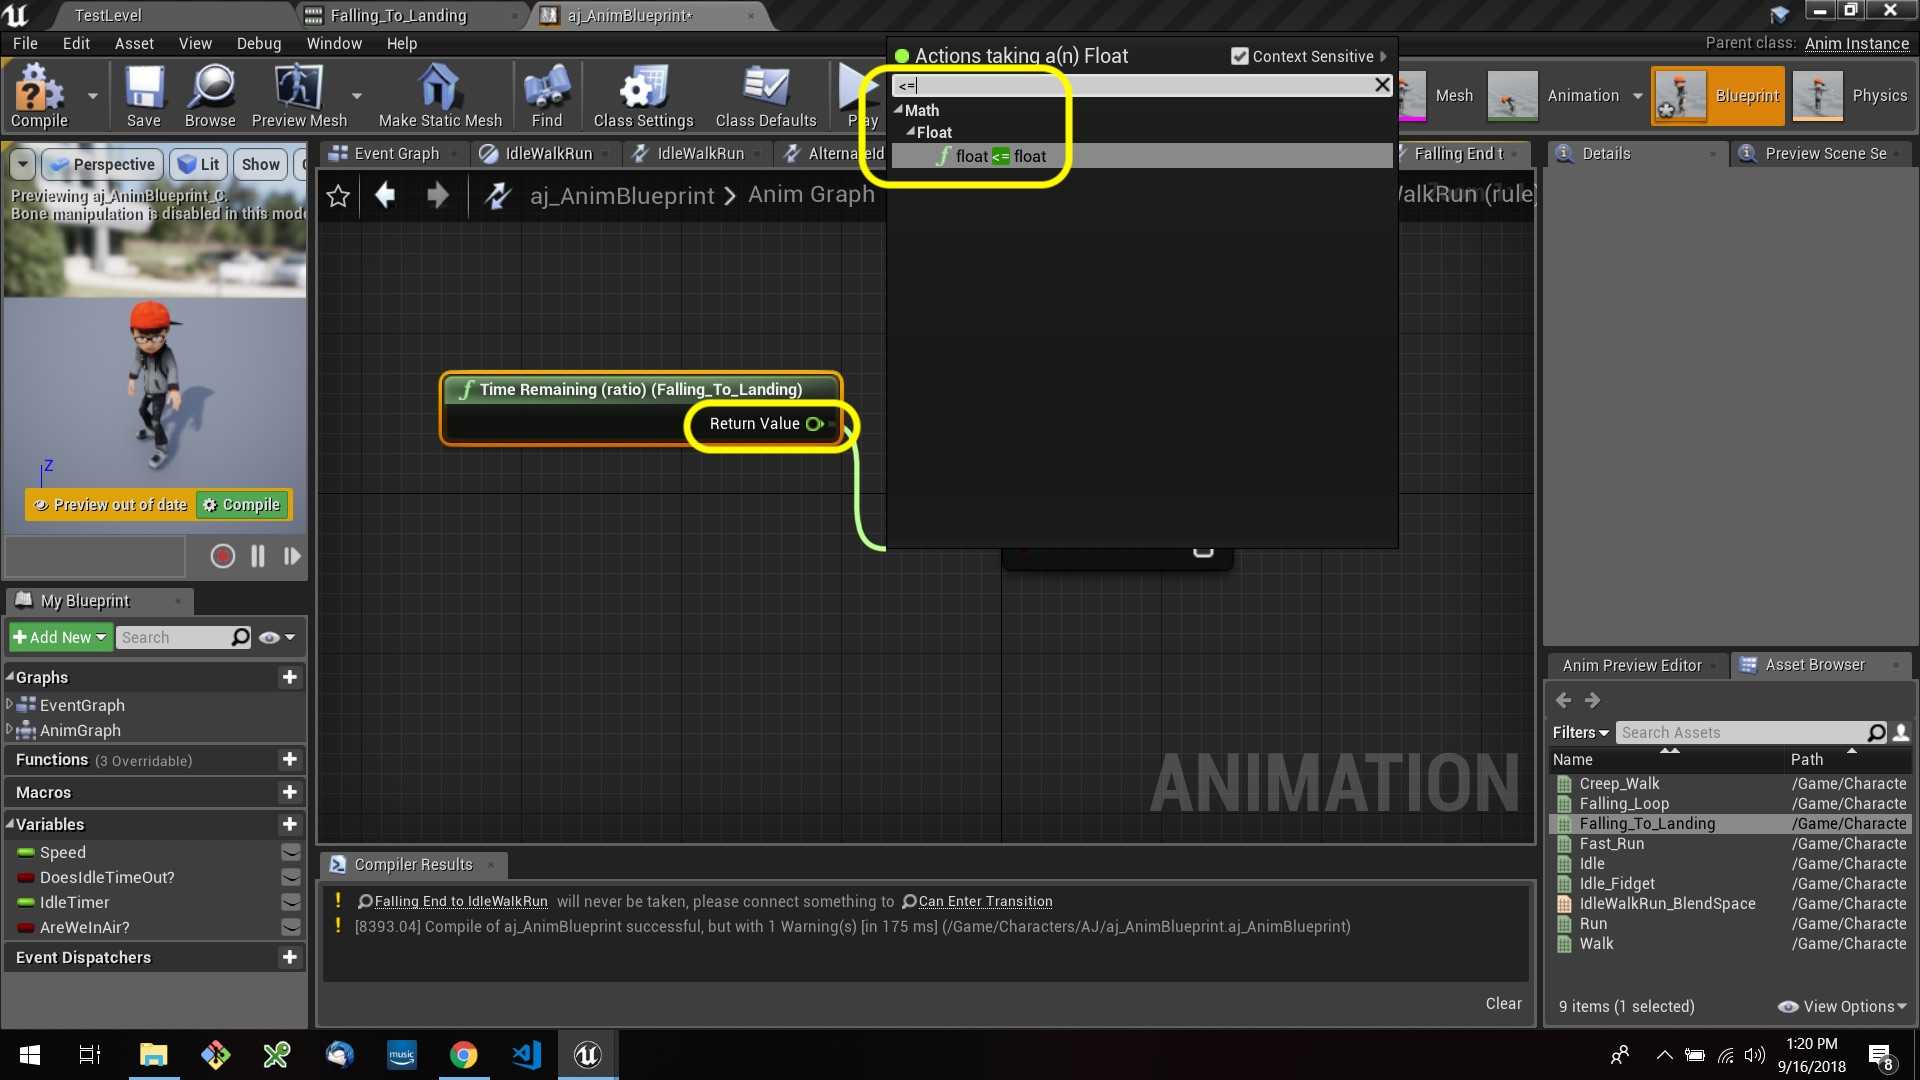 TestLevel
Falling_To_Landing
aj_AnimBlueprint*
File Edit Asset View Debug Window Help
Parent class: Anim Instance
Compile
Save
Browse
Preview Mesh
Make Static Mesh
Find
Class Settings
Class Defaults
Play
Mesh
Animation
Blueprint
Physics
Actions taking a(n) Float
Context Sensitive
<=
Math
Float
float <= float
Perspective
Lit
Show
Previewing aj_AnimBlueprint_C.
Bone manipulation is disabled in this mode
Event Graph
IdleWalkRun
IdleWalkRun
AlternateId
Falling End t
Details
Preview Scene Se
aj_AnimBlueprint > Anim Graph
WalkRun (rule)
Time Remaining (ratio) (Falling_To_Landing)
Return Value
Z
Preview out of date
Compile
My Blueprint
Add New
Search
Graphs
EventGraph
AnimGraph
Functions (3 Overridable)
Macros
Variables
Speed
DoesIdleTimeOut?
IdleTimer
AreWeInAir?
Event Dispatchers
ANIMATION
Compiler Results
! Falling End to IdleWalkRun will never be taken, please connect something to Can Enter Transition
! [8393.04] Compile of aj_AnimBlueprint successful, but with 1 Warning(s) [in 175 ms] (/Game/Characters/AJ/aj_AnimBlueprint.aj_AnimBlueprint)
Clear
Anim Preview Editor
Asset Browser
Filters
Search Assets
Name Path
Creep_Walk /Game/Characte
Falling_Loop /Game/Characte
Falling_To_Landing /Game/Characte
Fast_Run /Game/Characte
Idle /Game/Characte
Idle_Fidget /Game/Characte
IdleWalkRun_BlendSpace /Game/Characte
Run /Game/Characte
Walk /Game/Characte
9 items (1 selected)
View Options
music
1:20 PM
9/16/2018
8